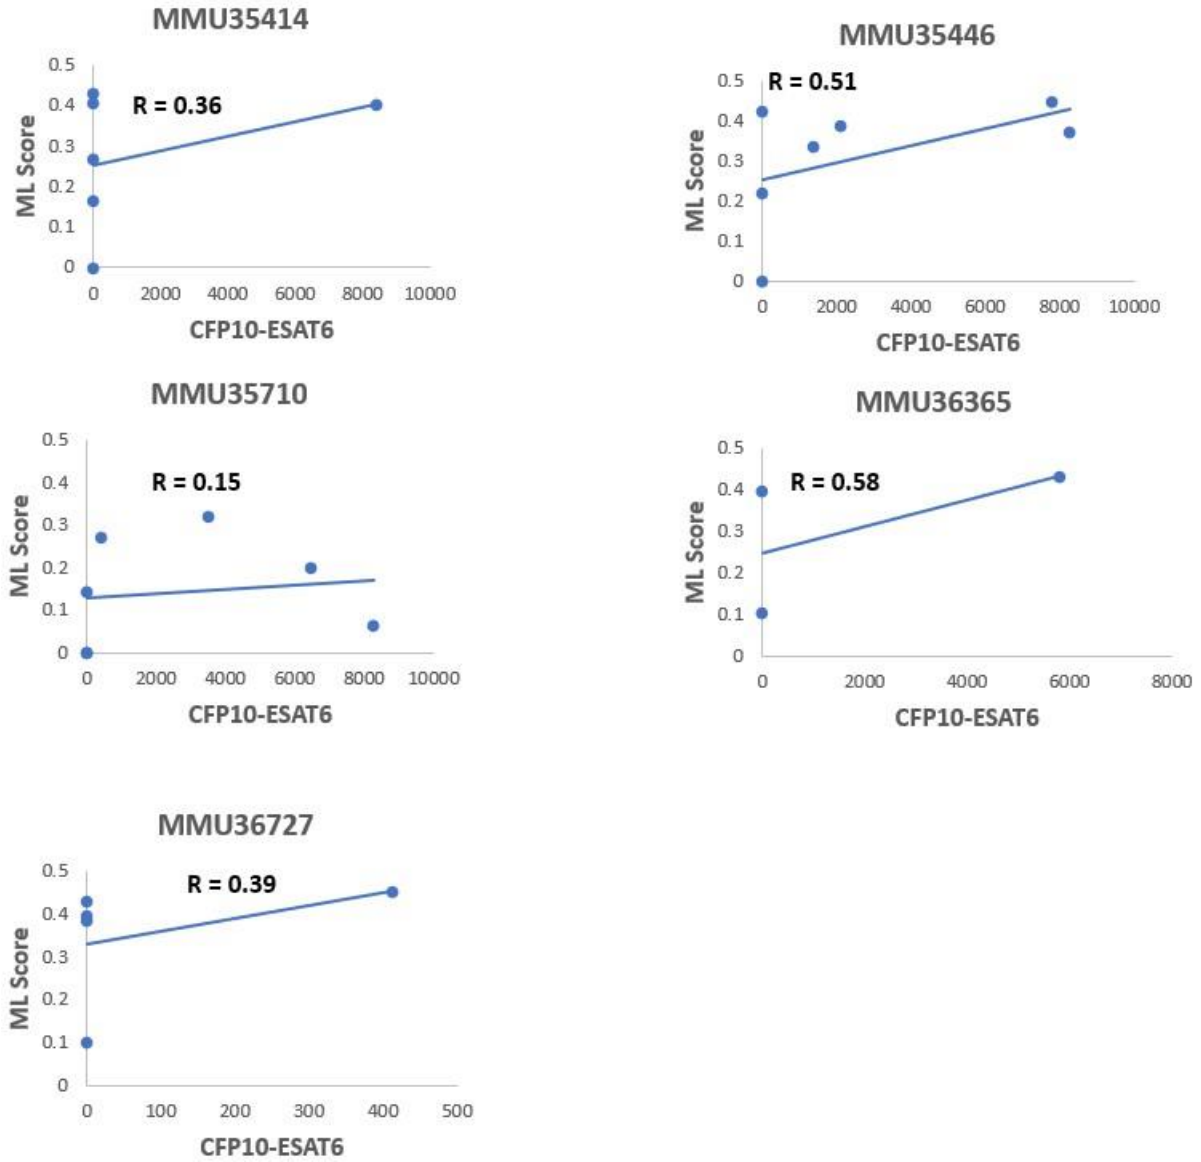 MMU35414
R = 0.36
ML Score
0.5
0.4
0.3
0.2
0.1
0
0 2000 4000 6000 8000 10000
CFP10-ESAT6
MMU35446
R = 0.51
ML Score
0.5
0.4
0.3
0.2
0.1
0
0 2000 4000 6000 8000 10000
CFP10-ESAT6
MMU35710
R = 0.15
ML Score
0.5
0.4
0.3
0.2
0.1
0
0 2000 4000 6000 8000 10000
CFP10-ESAT6
MMU36365
R = 0.58
ML Score
0.5
0.4
0.3
0.2
0.1
0
0 2000 4000 6000 8000
CFP10-ESAT6
MMU36727
R = 0.39
ML Score
0.5
0.4
0.3
0.2
0.1
0
0 100 200 300 400 500
CFP10-ESAT6